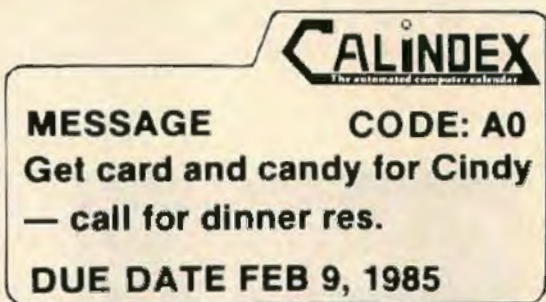 CALINDEX
The automated computer calendar
MESSAGE CODE: A0
Get card and candy for Cindy
— call for dinner res.
DUE DATE FEB 9, 1985